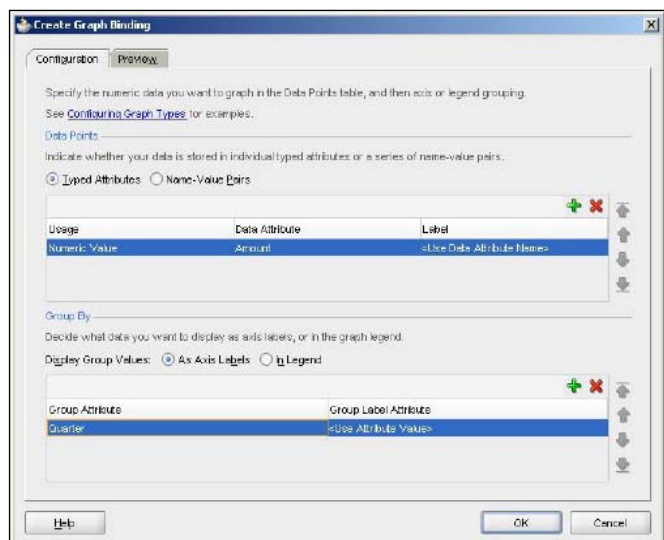 Create Graph Binding
Configuration Preview
Specify the numeric data you want to graph in the Data Points table, and then axis or legend grouping.
See Configuring Graph Types for examples.
Data Points
Indicate whether your data is stored in individual typed attributes or a series of name-value pairs.
Typed Attributes Name-Value Pairs
Usage Data Attribute Label
Numeric Value Amount <Use Data Attribute Name>
Group By
Decide what data you want to display as axis labels, or in the graph legend.
Display Group Values: As Axis Labels In Legend
Group Attribute Group Label Attribute
Quarter <Use Attribute Value>
Help OK Cancel